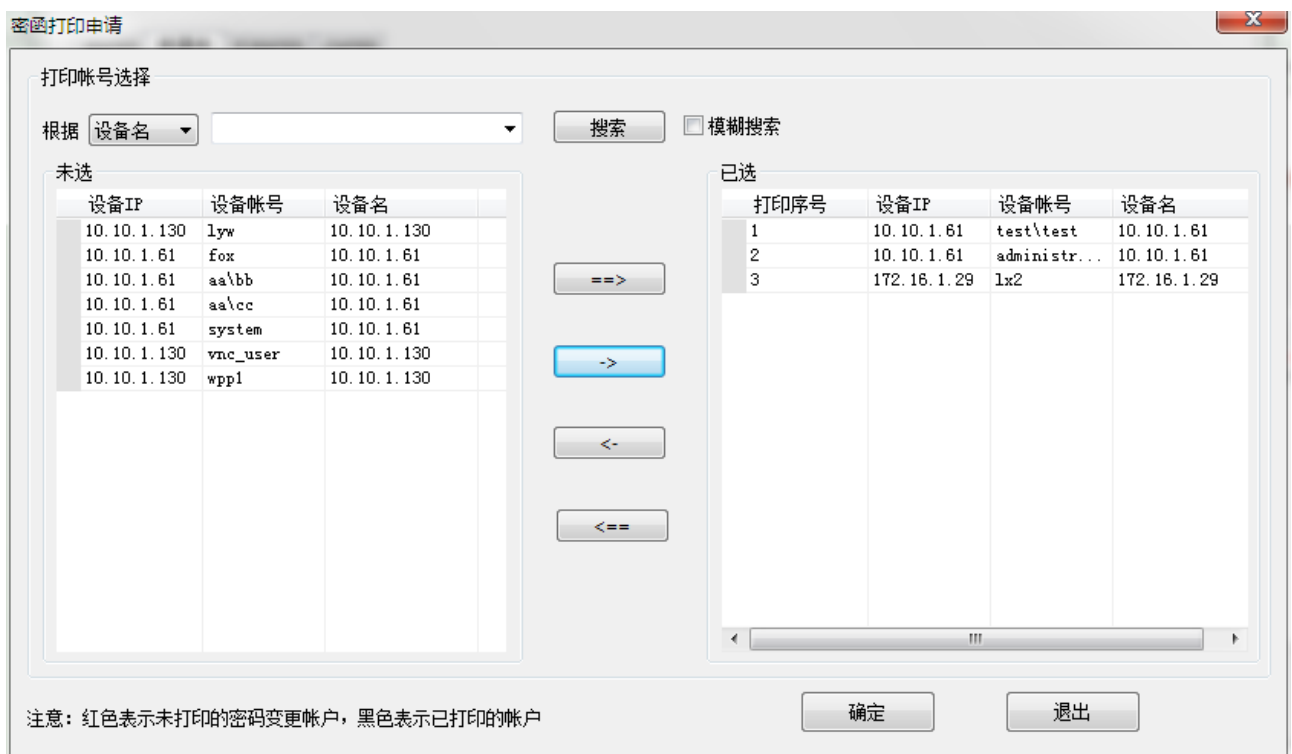 密函打印申请
打印帐号选择
根据 设备名 搜索 模糊搜索
未选
设备IP 设备帐号 设备名
10.10.1.130 lyw 10.10.1.130
10.10.1.61 fox 10.10.1.61
10.10.1.61 aa\bb 10.10.1.61
10.10.1.61 aa\cc 10.10.1.61
10.10.1.61 system 10.10.1.61
10.10.1.130 vnc_user 10.10.1.130
10.10.1.130 wpp1 10.10.1.130
==>
->
<-
<==
已选
打印序号 设备IP 设备帐号 设备名
1 10.10.1.61 test\test 10.10.1.61
2 10.10.1.61 administr... 10.10.1.61
3 172.16.1.29 lx2 172.16.1.29
注意：红色表示未打印的密码变更帐户，黑色表示已打印的帐户
确定 退出